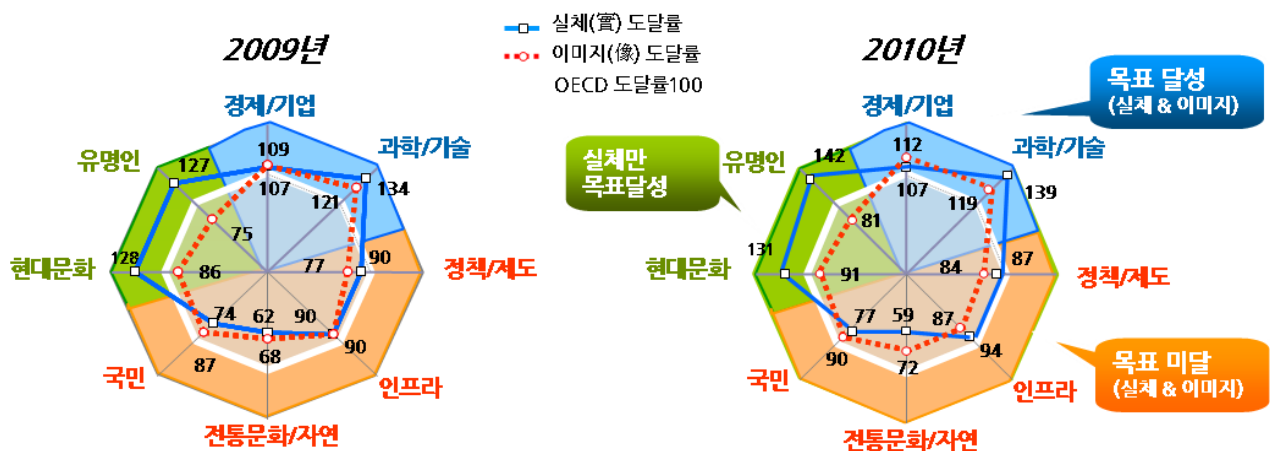 실체(實) 도달률
이미지(像) 도달률
OECD 도달률100
2009년
경제/기업
과학/기술
정책/제도
인프라
전통문화/자연
국민
현대문화
유명인
109
107
134
121
90
77
90
90
62
68
74
87
128
86
127
75
2010년
경제/기업
과학/기술
정책/제도
인프라
전통문화/자연
국민
현대문화
유명인
112
107
139
119
87
84
94
87
59
72
77
90
131
91
142
81
목표 달성
(실체 & 이미지)
실체만
목표달성
목표 미달
(실체 & 이미지)